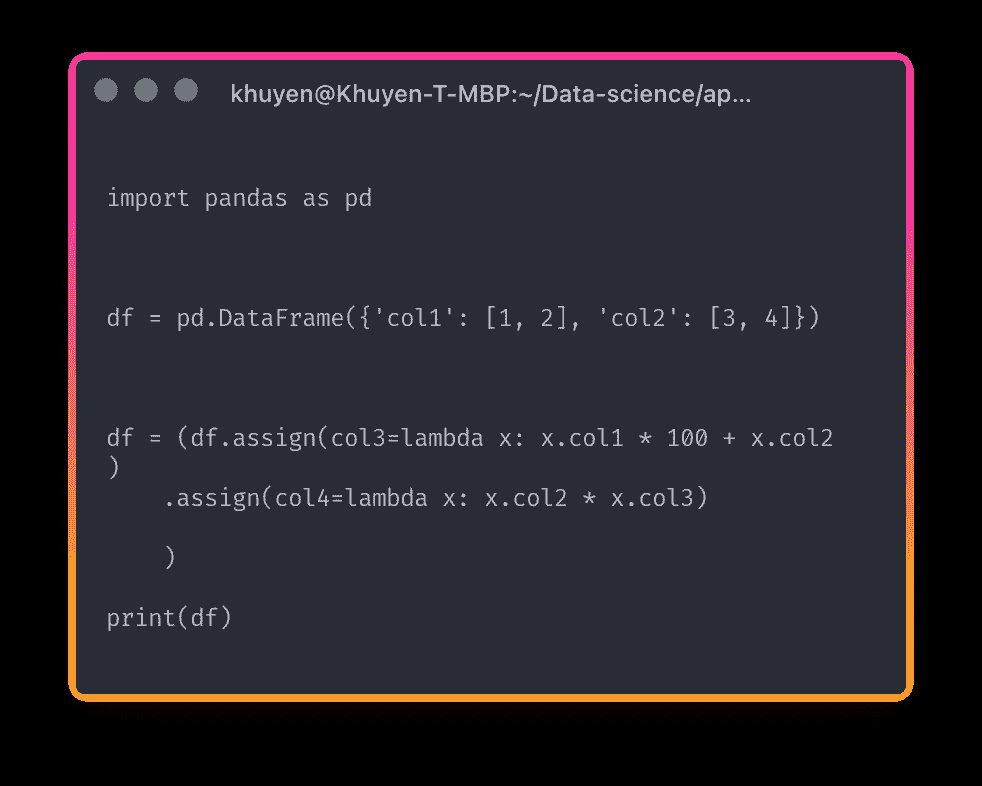 khuyen@Khuyen-T-MBP:~/Data-science/ap...
import pandas as pd
df = pd.DataFrame({'col1': [1, 2], 'col2': [3, 4]})
df = (df.assign(col3=lambda x: x.col1 * 100 + x.col2
)
    .assign(col4=lambda x: x.col2 * x.col3)
    )
print(df)